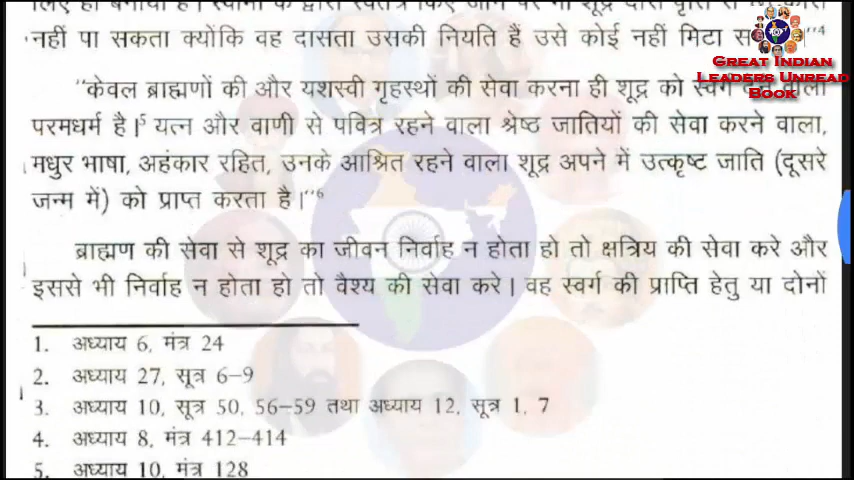 लिए ही बनाया है। स्वामी के द्वारा स्वतंत्र किए जाने पर भी शूद्र दास वृत्ति से
नहीं पा सकता क्योंकि वह दासता उसकी नियति हैं उसे कोई नहीं मिटा "4
GREAT INDIAN
LEADERS UNREAD
BOOK
"केवल ब्राह्मणों की और यशस्वी गृहस्थों की सेवा करना ही शूद्र को स्वर्ग देने वाला
परमधर्म है।5 यत्न और वाणी से पवित्र रहने वाला श्रेष्ठ जातियों की सेवा करने वाला,
मधुर भाषा, अहंकार रहित, उनके आश्रित रहने वाला शूद्र अपने में उत्कृष्ट जाति (दूसरे
जन्म में) को प्राप्त करता है।"6
ब्राह्मण की सेवा से शूद्र का जीवन निर्वाह न होता हो तो क्षत्रिय की सेवा करे और
इससे भी निर्वाह न होता हो तो वैश्य की सेवा करे। वह स्वर्ग की प्राप्ति हेतु या दोनों
1. अध्याय 6, मंत्र 24
2. अध्याय 27, सूत्र 6-9
3. अध्याय 10, सूत्र 50, 56-59 तथा अध्याय 12, सूत्र 1, 7
4. अध्याय 8, मंत्र 412-414
5. अध्याय 10, मंत्र 128